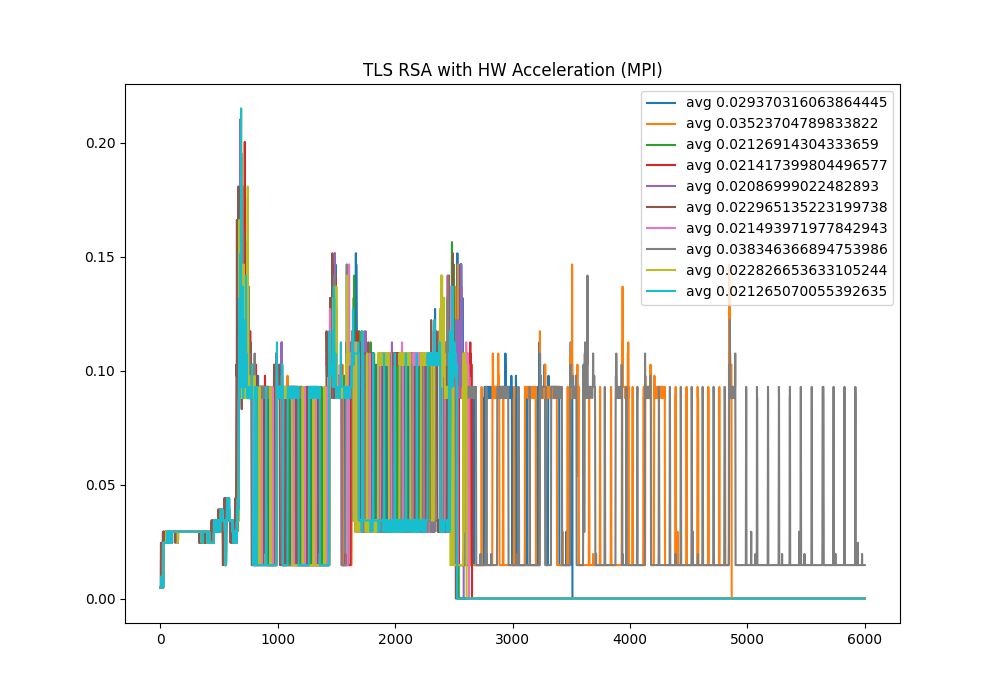 TLS RSA with HW Acceleration (MPI)
avg 0.029370316063864445
avg 0.03523704789833822
avg 0.02126914304333659
avg 0.021417399804496577
avg 0.02086999022482893
avg 0.022965135223199738
avg 0.021493971977842943
avg 0.038346366894753986
avg 0.022826653633105244
avg 0.021265070055392635
0.20
0.15
0.10
0.05
0.00
0 1000 2000 3000 4000 5000 6000